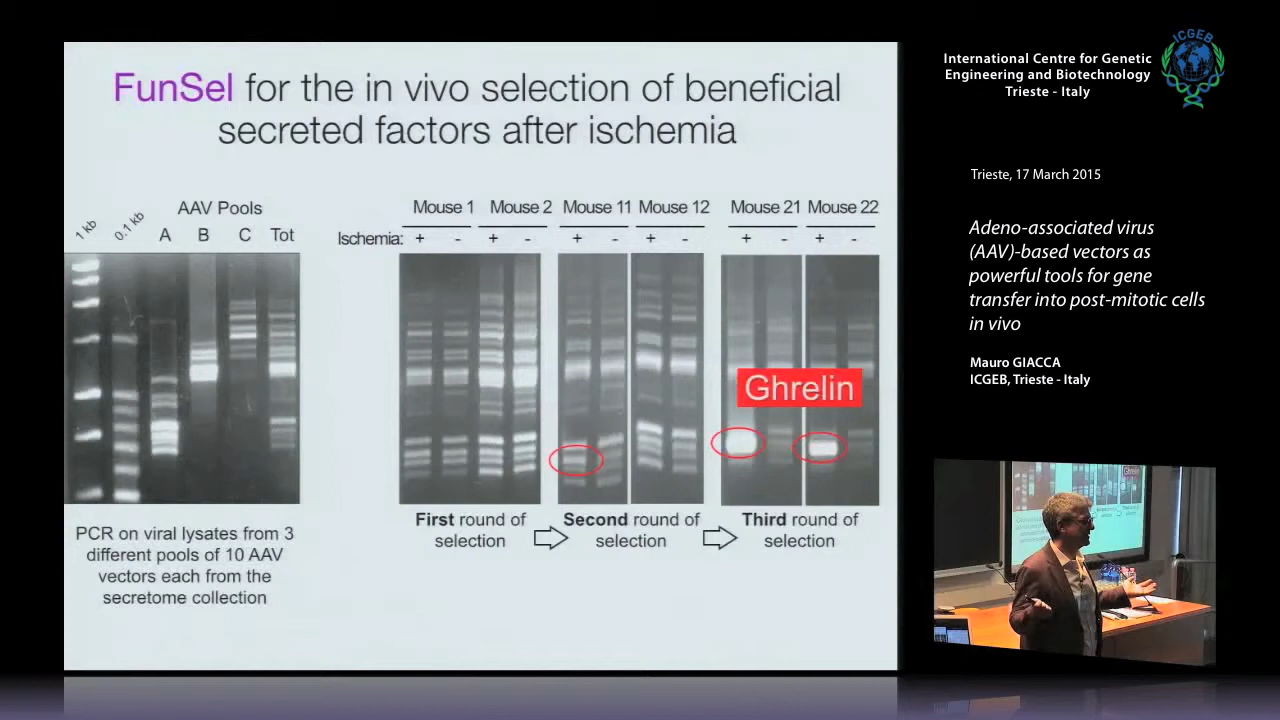 FunSel for the in vivo selection of beneficial
secreted factors after ischemia
AAV Pools
1 kb
0.1 kb
A
B
C
Tot
Mouse 1
Mouse 2
Mouse 11
Mouse 12
Mouse 21
Mouse 22
Ischemia:
+
-
+
-
+
-
+
-
+
-
+
-
Ghrelin
PCR on viral lysates from 3
different pools of 10 AAV
vectors each from the
secretome collection
First round of
selection
Second round of
selection
Third round of
selection
International Centre for Genetic
Engineering and Biotechnology
Trieste - Italy
ICGEB
Trieste, 17 March 2015
Adeno-associated virus
(AAV)-based vectors as
powerful tools for gene
transfer into post-mitotic cells
in vivo
Mauro GIACCA
ICGEB, Trieste - Italy
Ghrelin